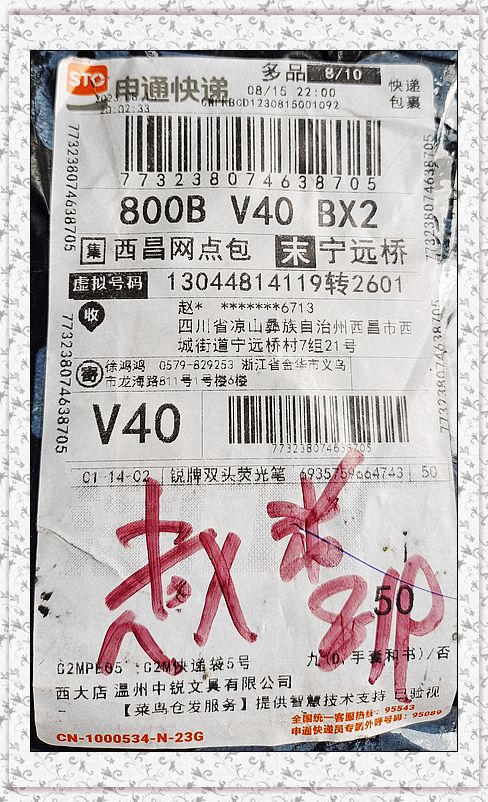 STO 申通快递
多品 8/10
快递
包裹
08/15 22:00
20:02:33
773238074638705
773238074638705
773238074638705
773238074638705
800B V40 BX2
集 西昌网点包 末 宁远桥
虚拟号码 13044814119转2601
收
赵* *******6713
四川省凉山彝族自治州西昌市西
城街道宁远桥村7组21号
寄
徐鸿鸿 0579-829253 浙江省金华市义乌
市龙海路811号1号楼6楼
V40
773238074638705
01-14-02 锐牌双头荧光笔 6935759664743 50
50
G2M快递袋5号
西大店 温州中锐文具有限公司
【菜鸟仓发服务】提供智慧技术支持 已验视
CN-1000534-N-23G
全国统一客服热线: 95543
申通快递员专属外呼号码: 95089